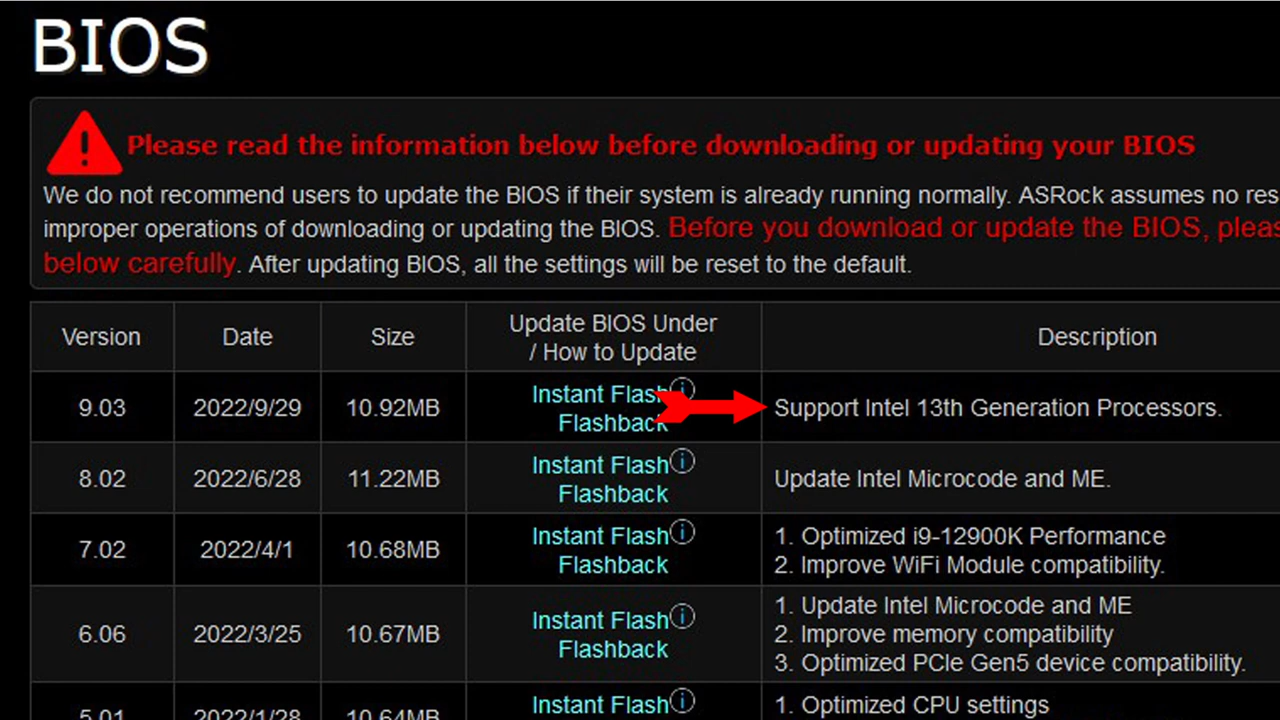 BIOS
Please read the information below before downloading or updating your BIOS
We do not recommend users to update the BIOS if their system is already running normally. ASRock assumes no res
improper operations of downloading or updating the BIOS. Before you download or update the BIOS, pleas
below carefully. After updating BIOS, all the settings will be reset to the default.
Version Date Size Update BIOS Under
/ How to Update Description
9.03 2022/9/29 10.92MB Instant Flash
Flashback Support Intel 13th Generation Processors.
8.02 2022/6/28 11.22MB Instant Flash
Flashback Update Intel Microcode and ME.
7.02 2022/4/1 10.68MB Instant Flash
Flashback
1. Optimized i9-12900K Performance
2. Improve WiFi Module compatibility.
6.06 2022/3/25 10.67MB Instant Flash
Flashback
1. Update Intel Microcode and ME
2. Improve memory compatibility
3. Optimized PCIe Gen5 device compatibility.
5.01 2022/1/28 10.64MB Instant Flash
1. Optimized CPU settings